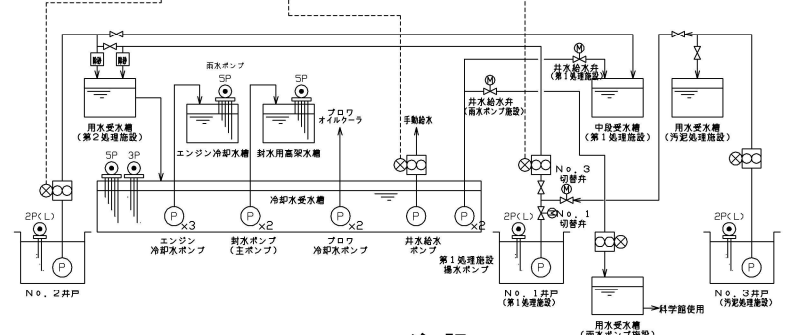 雨水ポンプ
5P
5P
M
井水給水弁
(第1処理施設)
M
井水給水弁
(雨水ポンプ施設)
用水受水槽
(第2処理施設)
エンジン冷却水槽
封水用高架水槽
ブロワ
オイルクーラ
手動給水
中段受水槽
(第1処理施設)
用水受水槽
(汚泥処理施設)
5P 3P
冷却水受水槽
No. 3
切替弁
M
No. 1
切替弁
2P(L)
P
No. 2井戸
P
×3
エンジン
冷却水ポンプ
P
×2
封水ポンプ
(主ポンプ)
P
×2
ブロワ
冷却水ポンプ
P
井水給水
ポンプ
P
×2
第1処理施設
揚水ポンプ
2P(L)
P
No. 1井戸
(第1処理施設)
2P(L)
P
No. 3井戸
(汚泥処理施設)
科学館使用
用水受水槽
(雨水ポンプ施設)